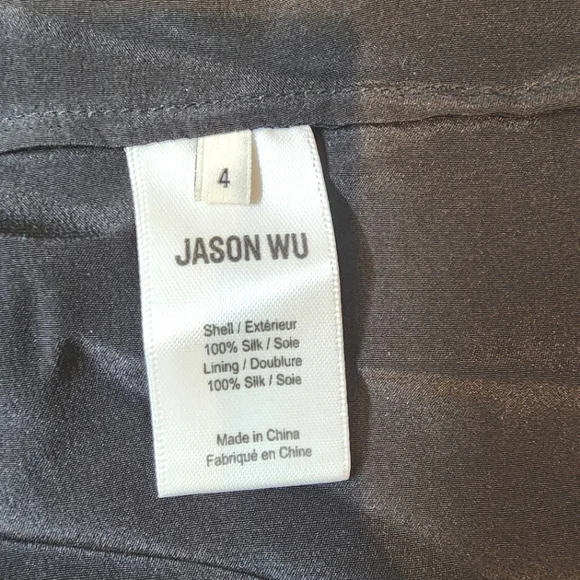 4
JASON WU
Shell / Extérieur
100% Silk / Soie
Lining / Doublure
100% Silk / Soie
Made in China
Fabriqué en Chine